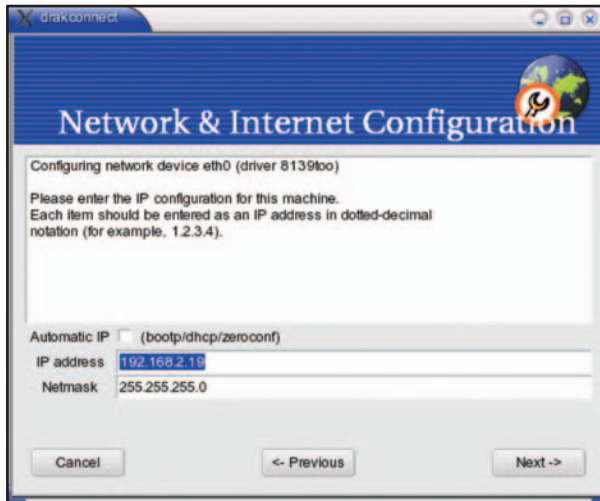 drakconnect
Network & Internet Configuration
Configuring network device eth0 (driver 8139too)
Please enter the IP configuration for this machine.
Each item should be entered as an IP address in dotted-decimal
notation (for example, 1.2.3.4).
Automatic IP (bootp/dhcp/zeroconf)
IP address 192.168.2.19
Netmask 255.255.255.0
Cancel <- Previous Next ->